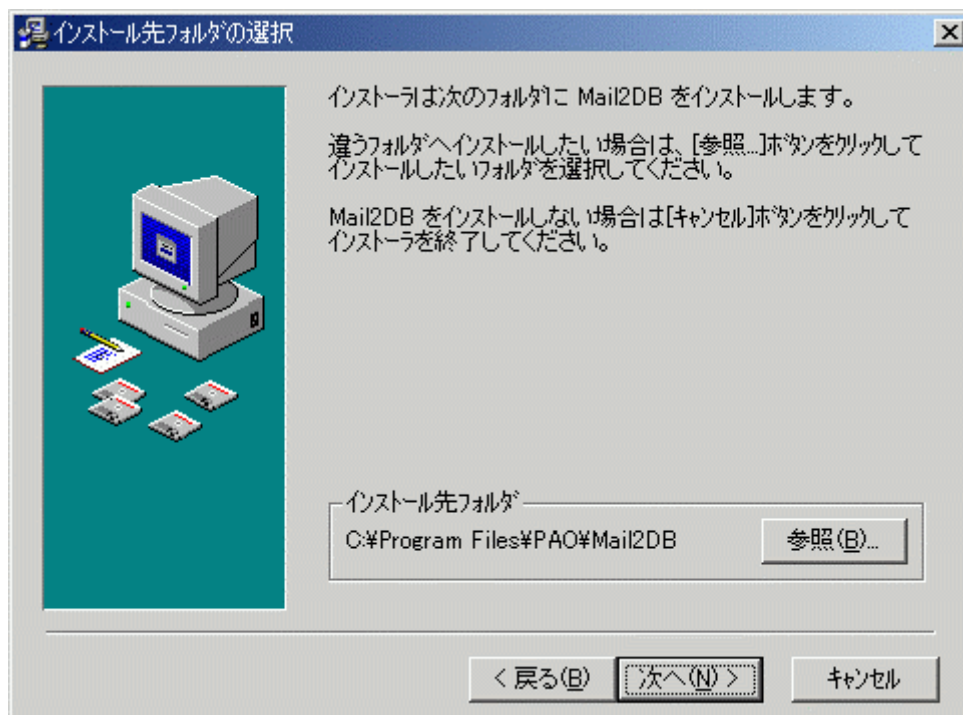 インストール先フォルダの選択
インストーラは次のフォルダに Mail2DB をインストールします。
違うフォルダへインストールしたい場合は、[参照...]ボタンをクリックして
インストールしたいフォルダを選択してください。
Mail2DB をインストールしない場合は[キャンセル]ボタンをクリックして
インストーラを終了してください。
インストール先フォルダ
C:¥Program Files¥PAO¥Mail2DB
参照(B)...
< 戻る(B)
次へ(N) >
キャンセル